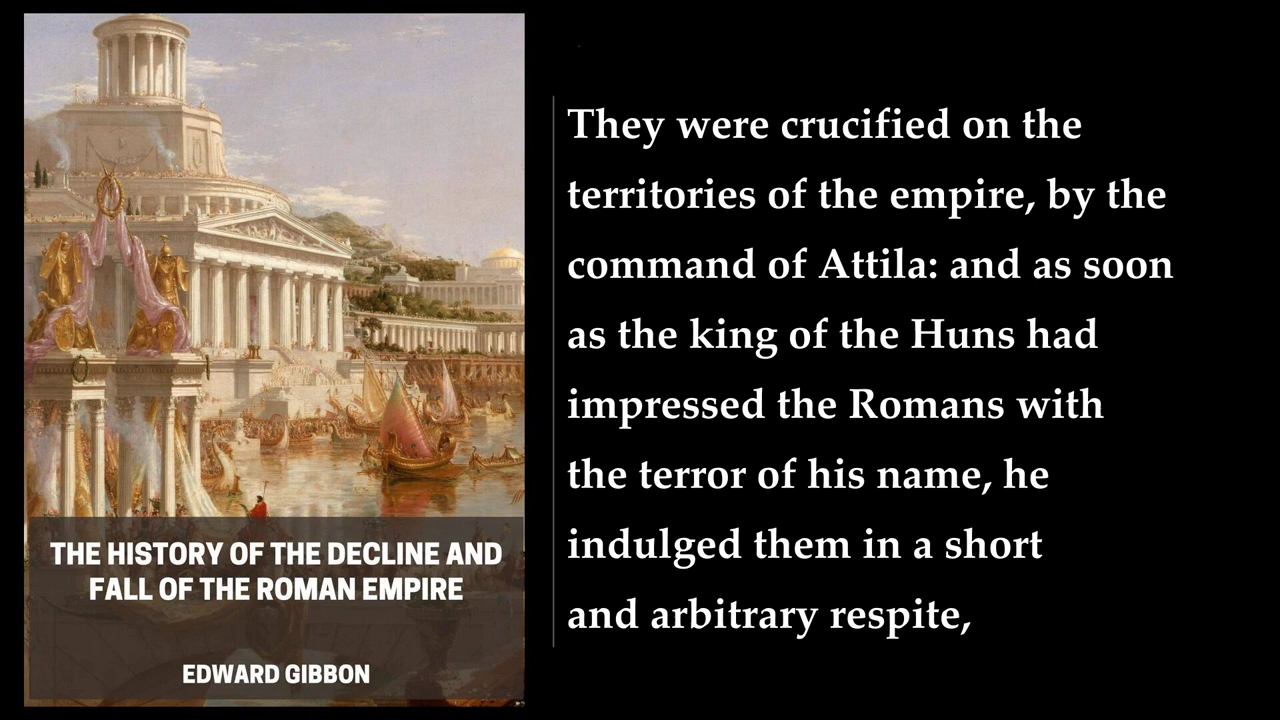 THE HISTORY OF THE DECLINE AND
FALL OF THE ROMAN EMPIRE
EDWARD GIBBON
They were crucified on the
territories of the empire, by the
command of Attila: and as soon
as the king of the Huns had
impressed the Romans with
the terror of his name, he
indulged them in a short
and arbitrary respite,